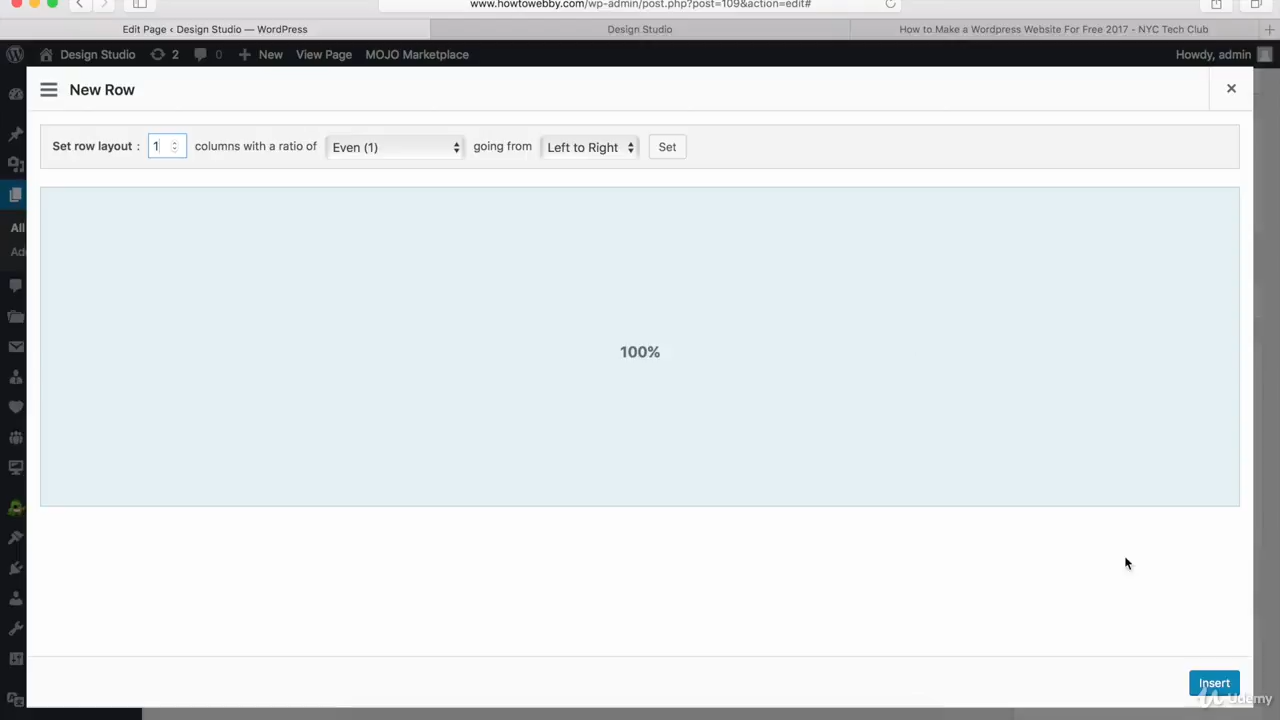 www.howtowebby.com/wp-admin/post.php?post=109&action=edit#
Edit Page ‹ Design Studio — WordPress
Design Studio
How to Make a Wordpress Website For Free 2017 - NYC Tech Club
Design Studio 2 0 New View Page MOJO Marketplace Howdy, admin
New Row
Set row layout : 1 columns with a ratio of Even (1) going from Left to Right Set
All
Ad
100%
Insert
Udemy